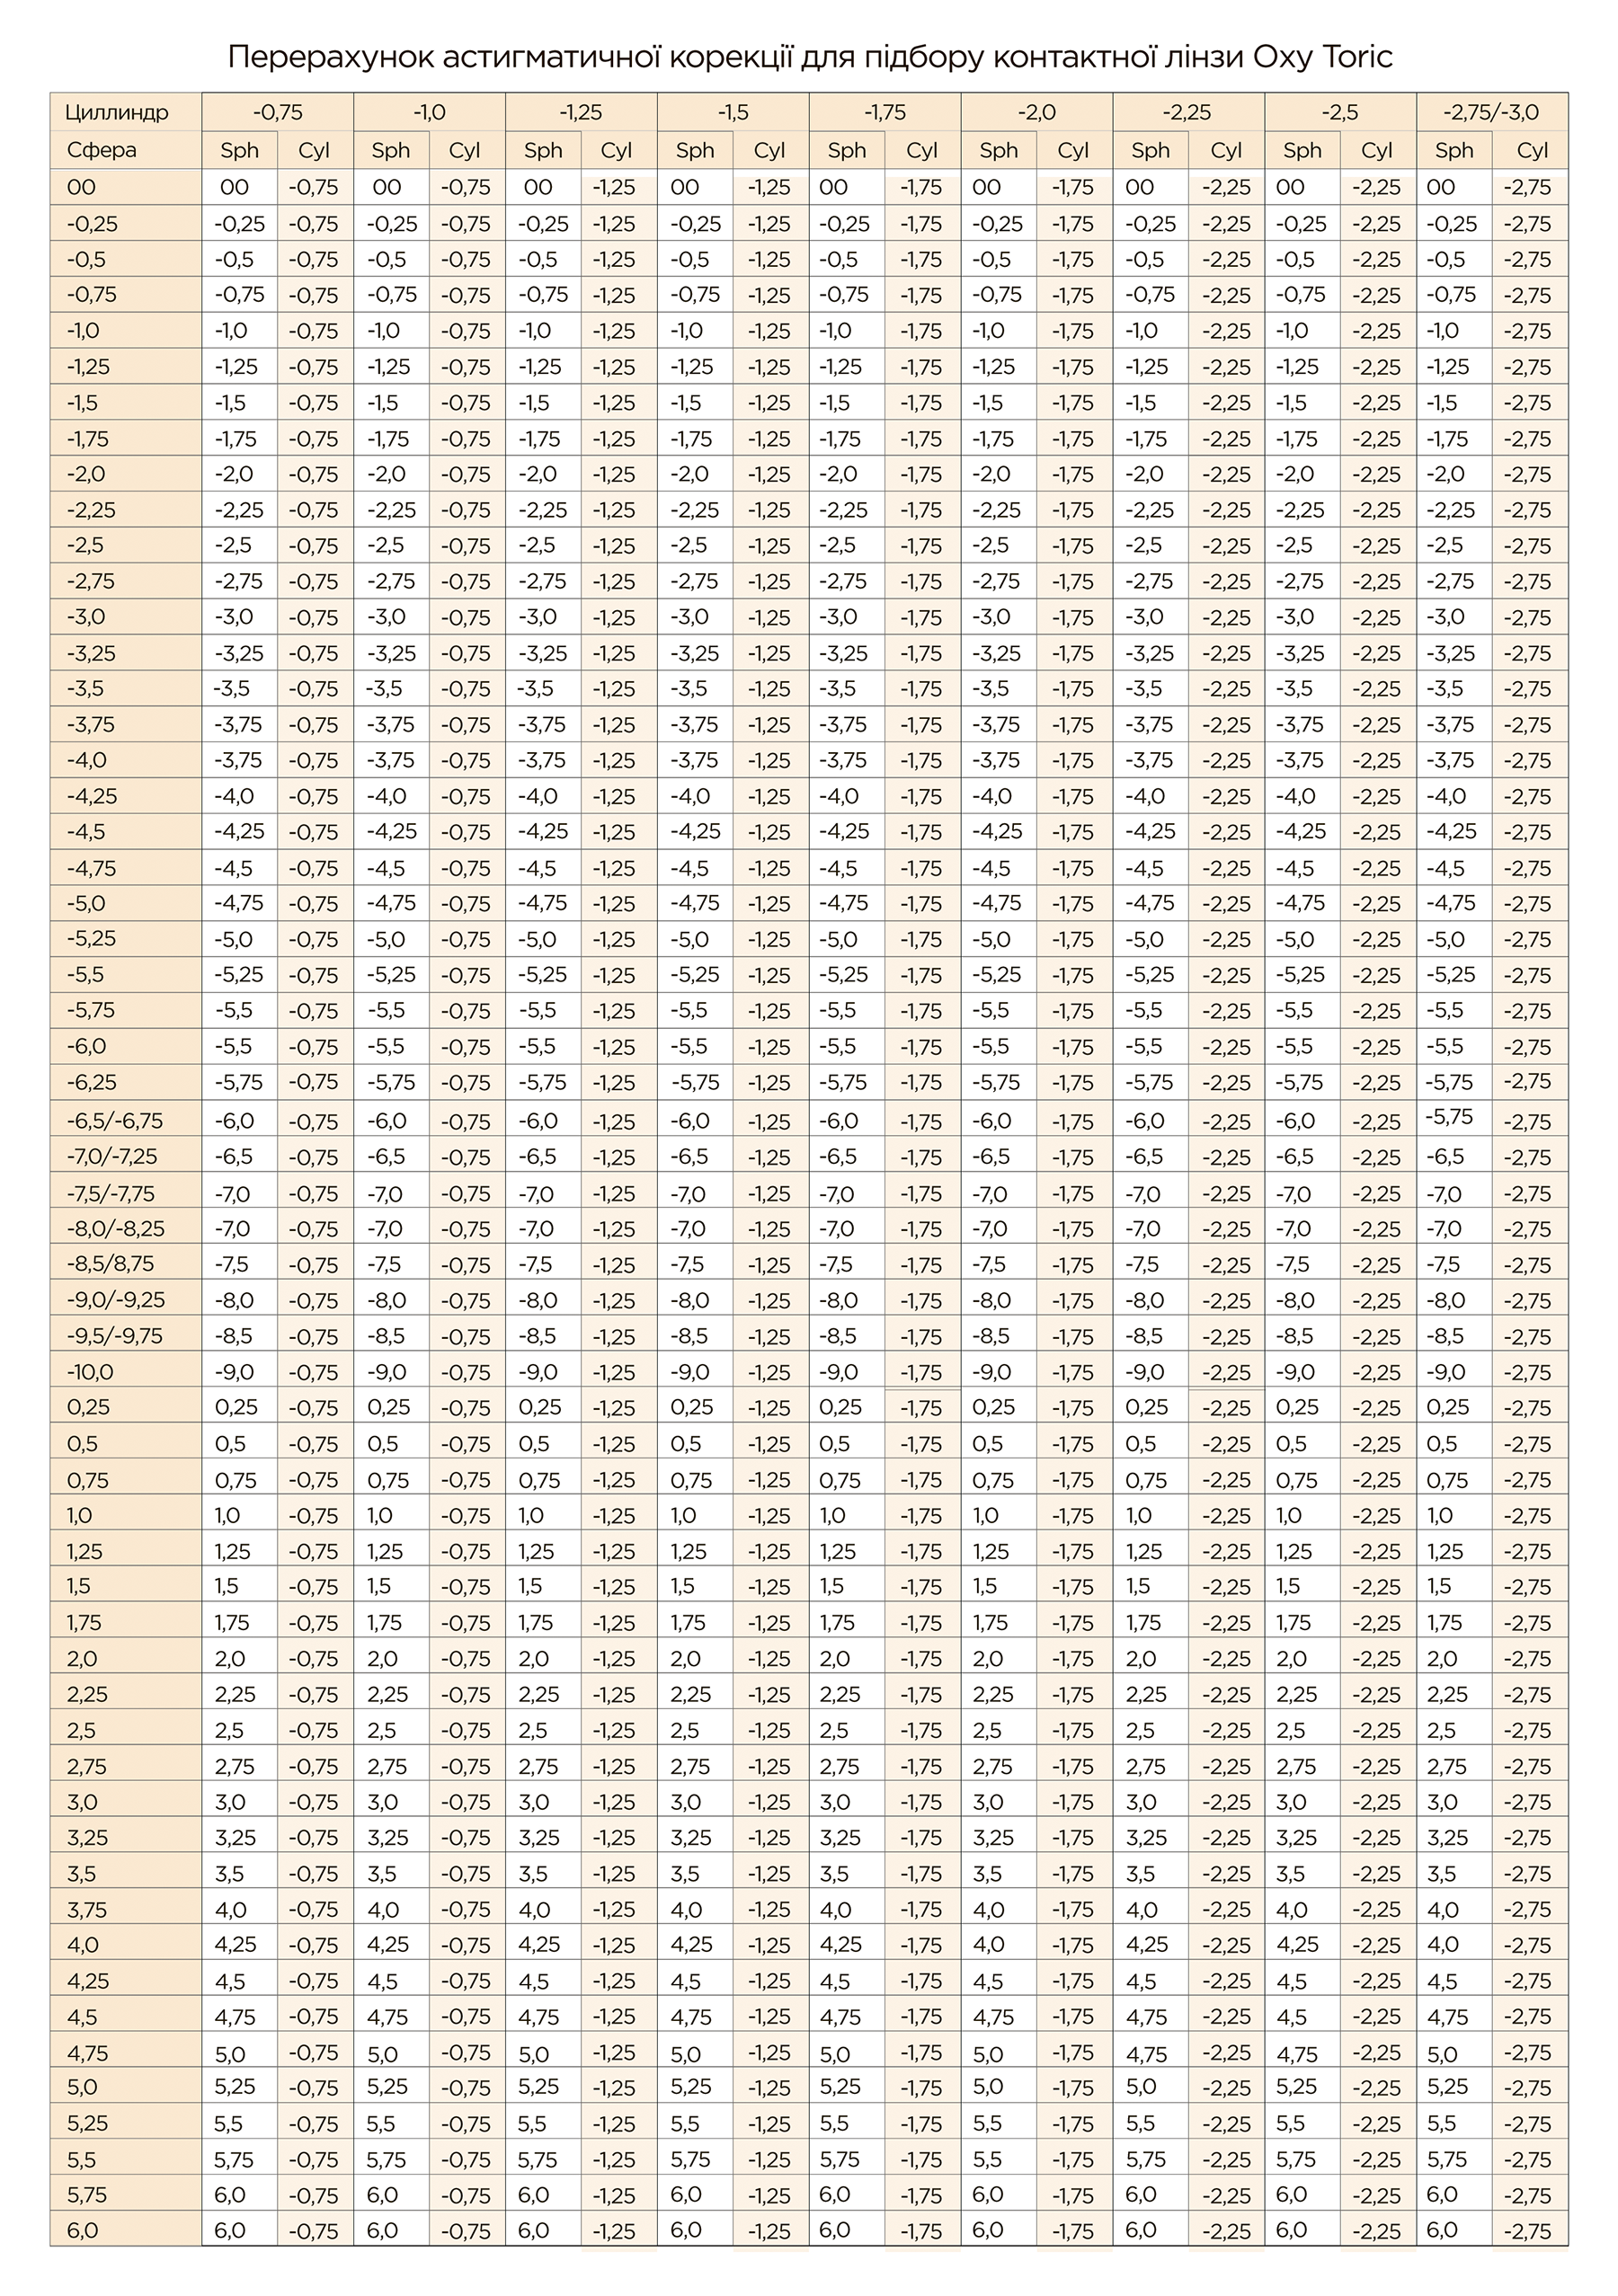 Перерахунок астигматичної корекції для підбору контактної лінзи Oxy Toric
Циллиндр -0,75 -1,0 -1,25 -1,5 -1,75 -2,0 -2,25 -2,5 -2,75/-3,0
Сфера Sph Cyl Sph Cyl Sph Cyl Sph Cyl Sph Cyl Sph Cyl Sph Cyl Sph Cyl Sph Cyl
00 00 -0,75 00 -0,75 00 -1,25 00 -1,25 00 -1,75 00 -1,75 00 -2,25 00 -2,25 00 -2,75
-0,25 -0,25 -0,75 -0,25 -0,75 -0,25 -1,25 -0,25 -1,25 -0,25 -1,75 -0,25 -1,75 -0,25 -2,25 -0,25 -2,25 -0,25 -2,75
-0,5 -0,5 -0,75 -0,5 -0,75 -0,5 -1,25 -0,5 -1,25 -0,5 -1,75 -0,5 -1,75 -0,5 -2,25 -0,5 -2,25 -0,5 -2,75
-0,75 -0,75 -0,75 -0,75 -0,75 -0,75 -1,25 -0,75 -1,25 -0,75 -1,75 -0,75 -1,75 -0,75 -2,25 -0,75 -2,25 -0,75 -2,75
-1,0 -1,0 -0,75 -1,0 -0,75 -1,0 -1,25 -1,0 -1,25 -1,0 -1,75 -1,0 -1,75 -1,0 -2,25 -1,0 -2,25 -1,0 -2,75
-1,25 -1,25 -0,75 -1,25 -0,75 -1,25 -1,25 -1,25 -1,25 -1,25 -1,75 -1,25 -1,75 -1,25 -2,25 -1,25 -2,25 -1,25 -2,75
-1,5 -1,5 -0,75 -1,5 -0,75 -1,5 -1,25 -1,5 -1,25 -1,5 -1,75 -1,5 -1,75 -1,5 -2,25 -1,5 -2,25 -1,5 -2,75
-1,75 -1,75 -0,75 -1,75 -0,75 -1,75 -1,25 -1,75 -1,25 -1,75 -1,75 -1,75 -1,75 -1,75 -2,25 -1,75 -2,25 -1,75 -2,75
-2,0 -2,0 -0,75 -2,0 -0,75 -2,0 -1,25 -2,0 -1,25 -2,0 -1,75 -2,0 -1,75 -2,0 -2,25 -2,0 -2,25 -2,0 -2,75
-2,25 -2,25 -0,75 -2,25 -0,75 -2,25 -1,25 -2,25 -1,25 -2,25 -1,75 -2,25 -1,75 -2,25 -2,25 -2,25 -2,25 -2,25 -2,75
-2,5 -2,5 -0,75 -2,5 -0,75 -2,5 -1,25 -2,5 -1,25 -2,5 -1,75 -2,5 -1,75 -2,5 -2,25 -2,5 -2,25 -2,5 -2,75
-2,75 -2,75 -0,75 -2,75 -0,75 -2,75 -1,25 -2,75 -1,25 -2,75 -1,75 -2,75 -1,75 -2,75 -2,25 -2,75 -2,25 -2,75 -2,75
-3,0 -3,0 -0,75 -3,0 -0,75 -3,0 -1,25 -3,0 -1,25 -3,0 -1,75 -3,0 -1,75 -3,0 -2,25 -3,0 -2,25 -3,0 -2,75
-3,25 -3,25 -0,75 -3,25 -0,75 -3,25 -1,25 -3,25 -1,25 -3,25 -1,75 -3,25 -1,75 -3,25 -2,25 -3,25 -2,25 -3,25 -2,75
-3,5 -3,5 -0,75 -3,5 -0,75 -3,5 -1,25 -3,5 -1,25 -3,5 -1,75 -3,5 -1,75 -3,5 -2,25 -3,5 -2,25 -3,5 -2,75
-3,75 -3,75 -0,75 -3,75 -0,75 -3,75 -1,25 -3,75 -1,25 -3,75 -1,75 -3,75 -1,75 -3,75 -2,25 -3,75 -2,25 -3,75 -2,75
-4,0 -3,75 -0,75 -3,75 -0,75 -3,75 -1,25 -3,75 -1,25 -3,75 -1,75 -3,75 -1,75 -3,75 -2,25 -3,75 -2,25 -3,75 -2,75
-4,25 -4,0 -0,75 -4,0 -0,75 -4,0 -1,25 -4,0 -1,25 -4,0 -1,75 -4,0 -1,75 -4,0 -2,25 -4,0 -2,25 -4,0 -2,75
-4,5 -4,25 -0,75 -4,25 -0,75 -4,25 -1,25 -4,25 -1,25 -4,25 -1,75 -4,25 -1,75 -4,25 -2,25 -4,25 -2,25 -4,25 -2,75
-4,75 -4,5 -0,75 -4,5 -0,75 -4,5 -1,25 -4,5 -1,25 -4,5 -1,75 -4,5 -1,75 -4,5 -2,25 -4,5 -2,25 -4,5 -2,75
-5,0 -4,75 -0,75 -4,75 -0,75 -4,75 -1,25 -4,75 -1,25 -4,75 -1,75 -4,75 -1,75 -4,75 -2,25 -4,75 -2,25 -4,75 -2,75
-5,25 -5,0 -0,75 -5,0 -0,75 -5,0 -1,25 -5,0 -1,25 -5,0 -1,75 -5,0 -1,75 -5,0 -2,25 -5,0 -2,25 -5,0 -2,75
-5,5 -5,25 -0,75 -5,25 -0,75 -5,25 -1,25 -5,25 -1,25 -5,25 -1,75 -5,25 -1,75 -5,25 -2,25 -5,25 -2,25 -5,25 -2,75
-5,75 -5,5 -0,75 -5,5 -0,75 -5,5 -1,25 -5,5 -1,25 -5,5 -1,75 -5,5 -1,75 -5,5 -2,25 -5,5 -2,25 -5,5 -2,75
-6,0 -5,5 -0,75 -5,5 -0,75 -5,5 -1,25 -5,5 -1,25 -5,5 -1,75 -5,5 -1,75 -5,5 -2,25 -5,5 -2,25 -5,5 -2,75
-6,25 -5,75 -0,75 -5,75 -0,75 -5,75 -1,25 -5,75 -1,25 -5,75 -1,75 -5,75 -1,75 -5,75 -2,25 -5,75 -2,25 -5,75 -2,75
-6,5/-6,75 -6,0 -0,75 -6,0 -0,75 -6,0 -1,25 -6,0 -1,25 -6,0 -1,75 -6,0 -1,75 -6,0 -2,25 -6,0 -2,25 -5,75 -2,75
-7,0/-7,25 -6,5 -0,75 -6,5 -0,75 -6,5 -1,25 -6,5 -1,25 -6,5 -1,75 -6,5 -1,75 -6,5 -2,25 -6,5 -2,25 -6,5 -2,75
-7,5/-7,75 -7,0 -0,75 -7,0 -0,75 -7,0 -1,25 -7,0 -1,25 -7,0 -1,75 -7,0 -1,75 -7,0 -2,25 -7,0 -2,25 -7,0 -2,75
-8,0/-8,25 -7,0 -0,75 -7,0 -0,75 -7,0 -1,25 -7,0 -1,25 -7,0 -1,75 -7,0 -1,75 -7,0 -2,25 -7,0 -2,25 -7,0 -2,75
-8,5/8,75 -7,5 -0,75 -7,5 -0,75 -7,5 -1,25 -7,5 -1,25 -7,5 -1,75 -7,5 -1,75 -7,5 -2,25 -7,5 -2,25 -7,5 -2,75
-9,0/-9,25 -8,0 -0,75 -8,0 -0,75 -8,0 -1,25 -8,0 -1,25 -8,0 -1,75 -8,0 -1,75 -8,0 -2,25 -8,0 -2,25 -8,0 -2,75
-9,5/-9,75 -8,5 -0,75 -8,5 -0,75 -8,5 -1,25 -8,5 -1,25 -8,5 -1,75 -8,5 -1,75 -8,5 -2,25 -8,5 -2,25 -8,5 -2,75
-10,0 -9,0 -0,75 -9,0 -0,75 -9,0 -1,25 -9,0 -1,25 -9,0 -1,75 -9,0 -1,75 -9,0 -2,25 -9,0 -2,25 -9,0 -2,75
0,25 0,25 -0,75 0,25 -0,75 0,25 -1,25 0,25 -1,25 0,25 -1,75 0,25 -1,75 0,25 -2,25 0,25 -2,25 0,25 -2,75
0,5 0,5 -0,75 0,5 -0,75 0,5 -1,25 0,5 -1,25 0,5 -1,75 0,5 -1,75 0,5 -2,25 0,5 -2,25 0,5 -2,75
0,75 0,75 -0,75 0,75 -0,75 0,75 -1,25 0,75 -1,25 0,75 -1,75 0,75 -1,75 0,75 -2,25 0,75 -2,25 0,75 -2,75
1,0 1,0 -0,75 1,0 -0,75 1,0 -1,25 1,0 -1,25 1,0 -1,75 1,0 -1,75 1,0 -2,25 1,0 -2,25 1,0 -2,75
1,25 1,25 -0,75 1,25 -0,75 1,25 -1,25 1,25 -1,25 1,25 -1,75 1,25 -1,75 1,25 -2,25 1,25 -2,25 1,25 -2,75
1,5 1,5 -0,75 1,5 -0,75 1,5 -1,25 1,5 -1,25 1,5 -1,75 1,5 -1,75 1,5 -2,25 1,5 -2,25 1,5 -2,75
1,75 1,75 -0,75 1,75 -0,75 1,75 -1,25 1,75 -1,25 1,75 -1,75 1,75 -1,75 1,75 -2,25 1,75 -2,25 1,75 -2,75
2,0 2,0 -0,75 2,0 -0,75 2,0 -1,25 2,0 -1,25 2,0 -1,75 2,0 -1,75 2,0 -2,25 2,0 -2,25 2,0 -2,75
2,25 2,25 -0,75 2,25 -0,75 2,25 -1,25 2,25 -1,25 2,25 -1,75 2,25 -1,75 2,25 -2,25 2,25 -2,25 2,25 -2,75
2,5 2,5 -0,75 2,5 -0,75 2,5 -1,25 2,5 -1,25 2,5 -1,75 2,5 -1,75 2,5 -2,25 2,5 -2,25 2,5 -2,75
2,75 2,75 -0,75 2,75 -0,75 2,75 -1,25 2,75 -1,25 2,75 -1,75 2,75 -1,75 2,75 -2,25 2,75 -2,25 2,75 -2,75
3,0 3,0 -0,75 3,0 -0,75 3,0 -1,25 3,0 -1,25 3,0 -1,75 3,0 -1,75 3,0 -2,25 3,0 -2,25 3,0 -2,75
3,25 3,25 -0,75 3,25 -0,75 3,25 -1,25 3,25 -1,25 3,25 -1,75 3,25 -1,75 3,25 -2,25 3,25 -2,25 3,25 -2,75
3,5 3,5 -0,75 3,5 -0,75 3,5 -1,25 3,5 -1,25 3,5 -1,75 3,5 -1,75 3,5 -2,25 3,5 -2,25 3,5 -2,75
3,75 4,0 -0,75 4,0 -0,75 4,0 -1,25 4,0 -1,25 4,0 -1,75 4,0 -1,75 4,0 -2,25 4,0 -2,25 4,0 -2,75
4,0 4,25 -0,75 4,25 -0,75 4,25 -1,25 4,25 -1,25 4,25 -1,75 4,0 -1,75 4,25 -2,25 4,25 -2,25 4,0 -2,75
4,25 4,5 -0,75 4,5 -0,75 4,5 -1,25 4,5 -1,25 4,5 -1,75 4,5 -1,75 4,5 -2,25 4,5 -2,25 4,5 -2,75
4,5 4,75 -0,75 4,75 -0,75 4,75 -1,25 4,75 -1,25 4,75 -1,75 4,75 -1,75 4,75 -2,25 4,5 -2,25 4,75 -2,75
4,75 5,0 -0,75 5,0 -0,75 5,0 -1,25 5,0 -1,25 5,0 -1,75 5,0 -1,75 4,75 -2,25 4,75 -2,25 5,0 -2,75
5,0 5,25 -0,75 5,25 -0,75 5,25 -1,25 5,25 -1,25 5,25 -1,75 5,0 -1,75 5,0 -2,25 5,25 -2,25 5,25 -2,75
5,25 5,5 -0,75 5,5 -0,75 5,5 -1,25 5,5 -1,25 5,5 -1,75 5,5 -1,75 5,5 -2,25 5,5 -2,25 5,5 -2,75
5,5 5,75 -0,75 5,75 -0,75 5,75 -1,25 5,75 -1,25 5,75 -1,75 5,5 -1,75 5,75 -2,25 5,75 -2,25 5,75 -2,75
5,75 6,0 -0,75 6,0 -0,75 6,0 -1,25 6,0 -1,25 6,0 -1,75 6,0 -1,75 6,0 -2,25 6,0 -2,25 6,0 -2,75
6,0 6,0 -0,75 6,0 -0,75 6,0 -1,25 6,0 -1,25 6,0 -1,75 6,0 -1,75 6,0 -2,25 6,0 -2,25 6,0 -2,75